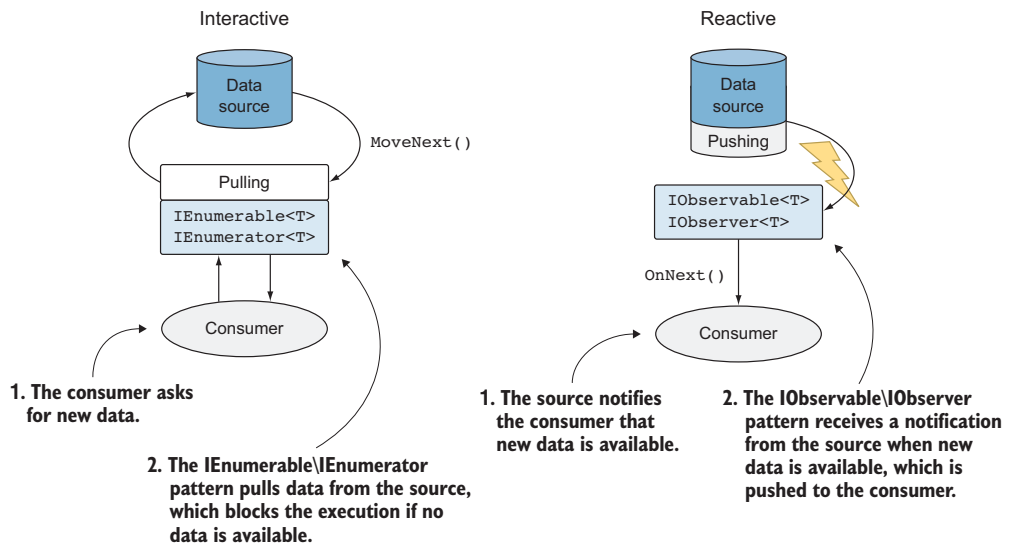 Interactive
Data
source
MoveNext()
Pulling
IEnumerable<T>
IEnumerator<T>
Consumer
1. The consumer asks
for new data.
2. The IEnumerable\IEnumerator
pattern pulls data from the source,
which blocks the execution if no
data is available.
Reactive
Data
source
Pushing
IObservable<T>
IObserver<T>
OnNext()
Consumer
1. The source notifies
the consumer that
new data is available.
2. The IObservable\IObserver
pattern receives a notification
from the source when new
data is available, which is
pushed to the consumer.